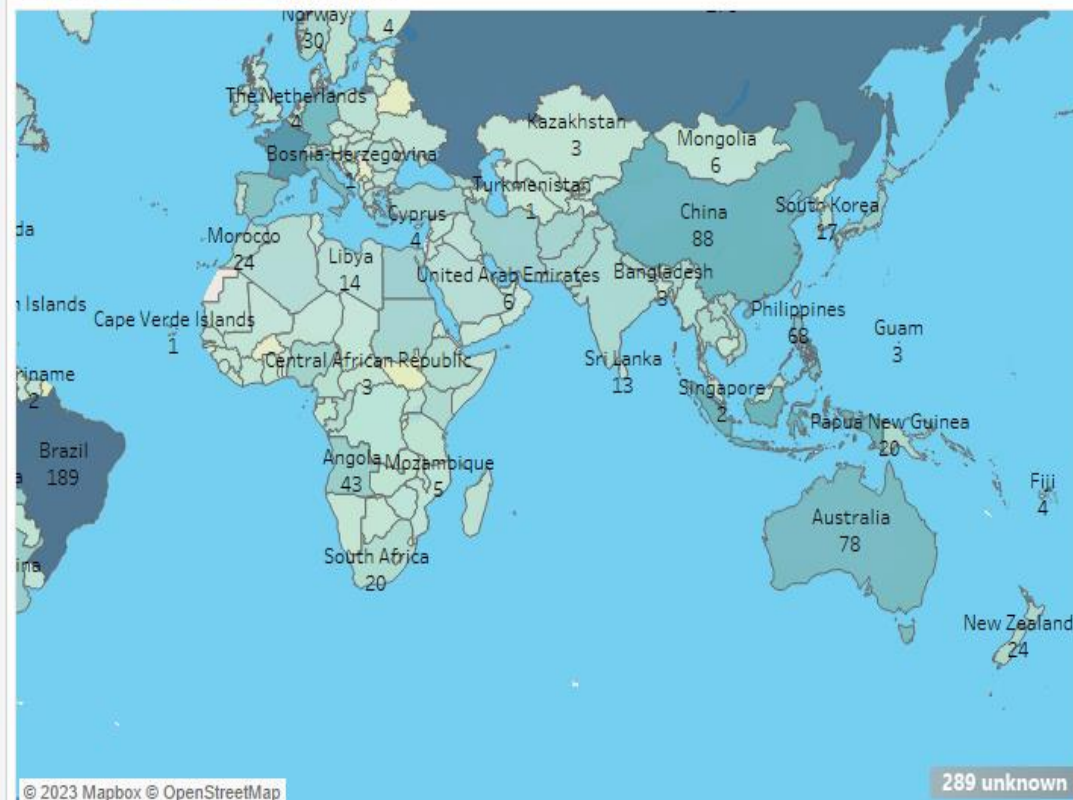 Norway
30
4
The Netherlands
4
Bosnia-Herzegovina
1
Kazakhstan
3
Mongolia
6
Turkmenistan
1
China
88
South Korea
17
Cyprus
4
da
Morocco
24
Libya
14
United Arab Emirates
6
Bangladesh
3
n Islands
Cape Verde Islands
1
Philippines
68
Guam
3
Central African Republic
3
Sri Lanka
13
riname
2
Singapore
2
Papua New Guinea
20
Brazil
189
a
Angola
43
Mozambique
5
Fiji
4
Australia
78
ina
South Africa
20
New Zealand
24
© 2023 Mapbox © OpenStreetMap
289 unknown